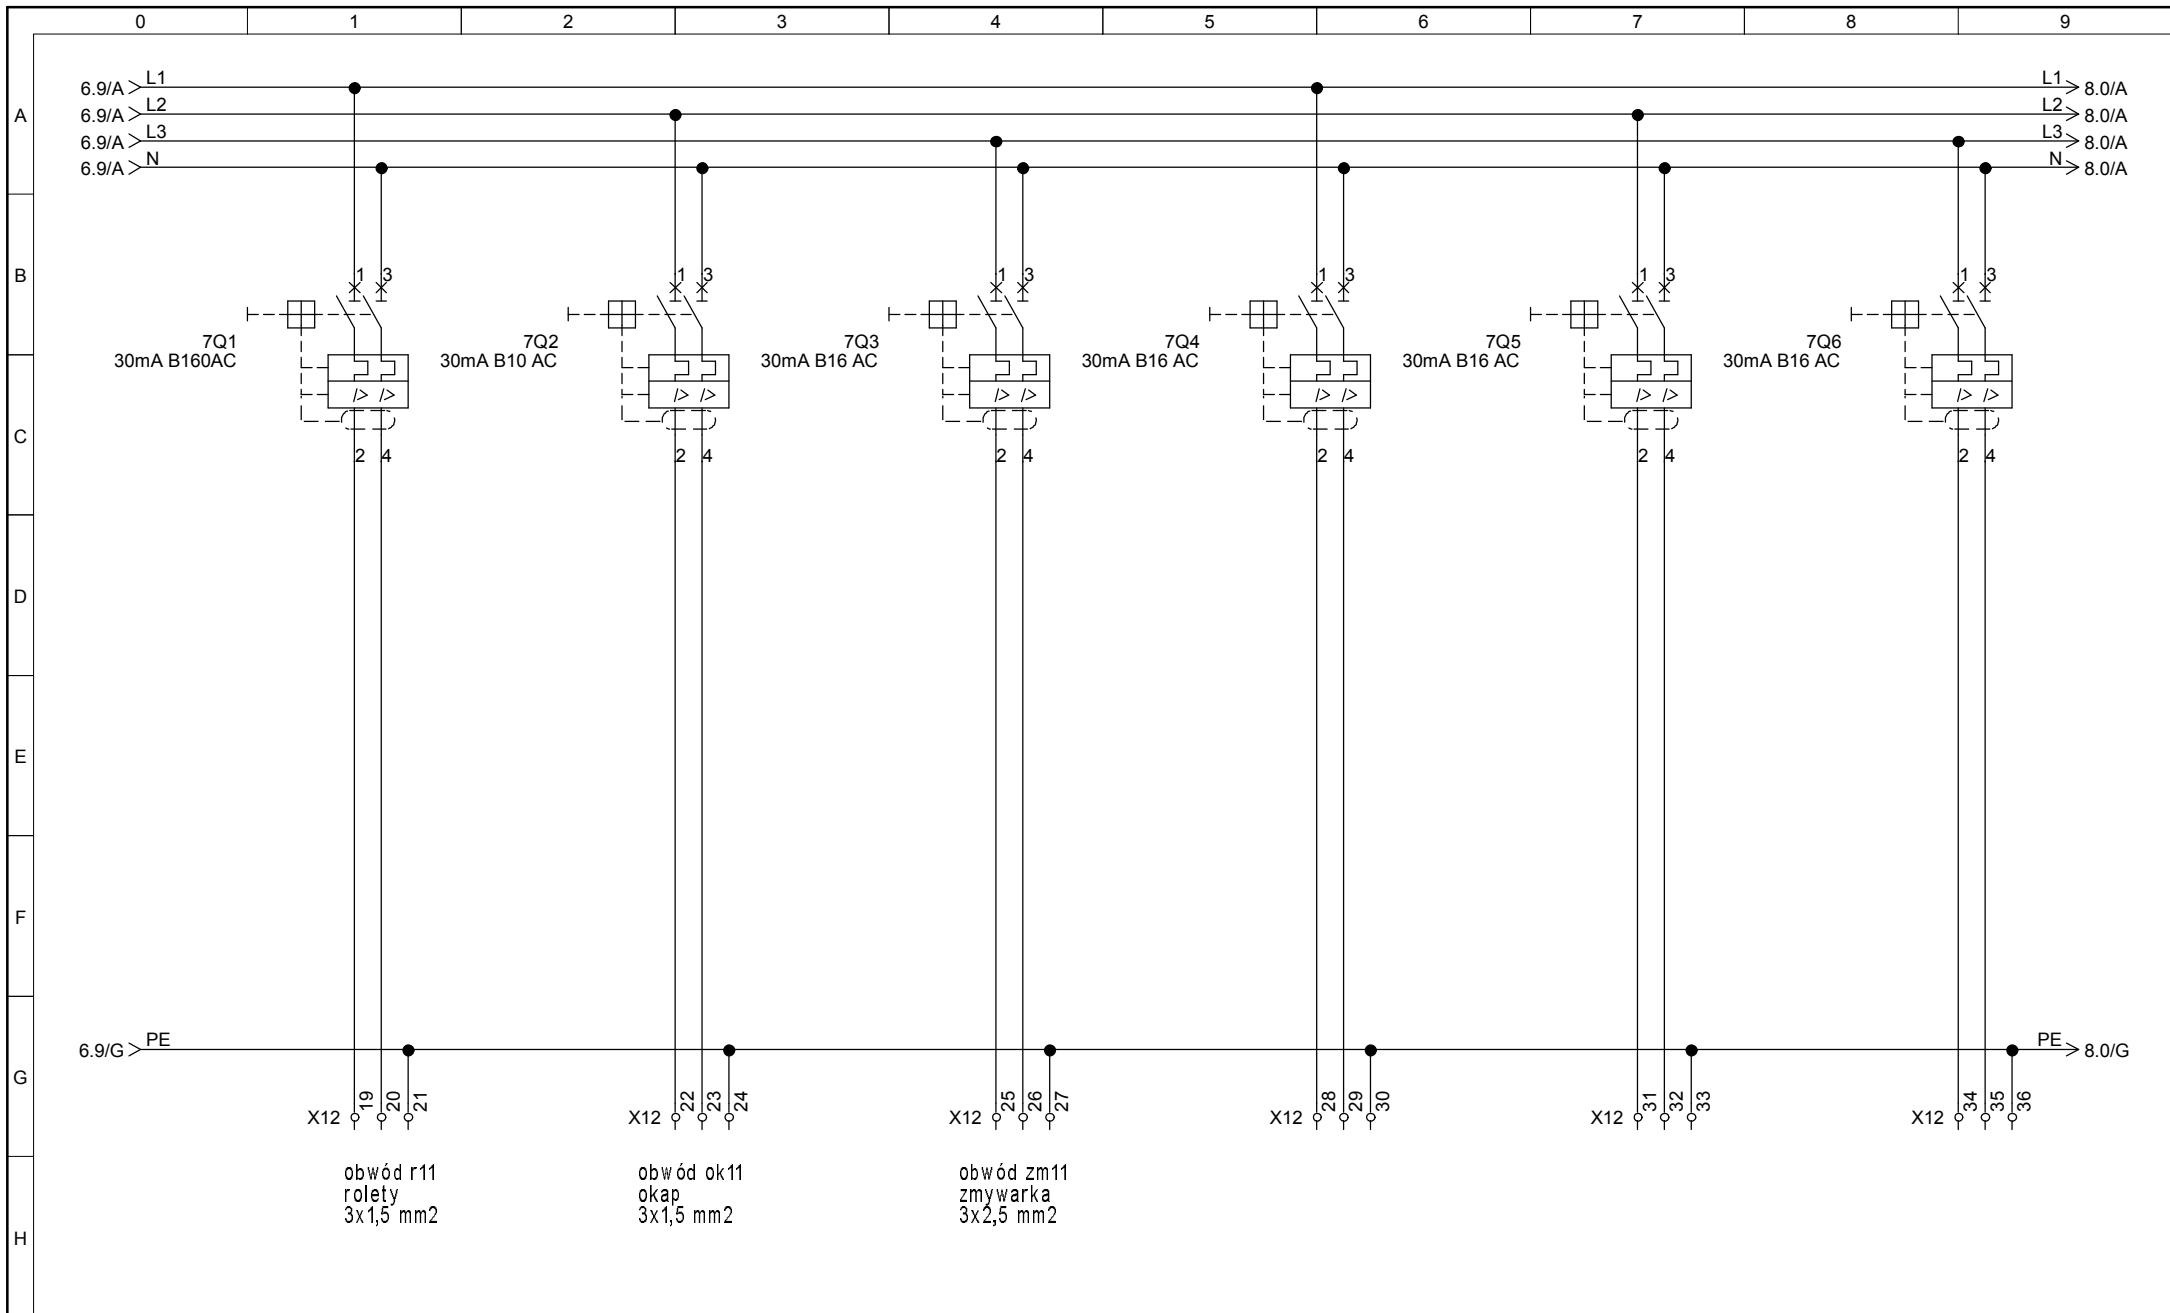 0 1 2 3 4 5 6 7 8 9
A
6.9/A L1 L1 8.0/A
6.9/A L2 L2 8.0/A
6.9/A L3 L3 8.0/A
6.9/A N N 8.0/A
B
1 3 1 3 1 3 1 3 1 3 1 3
7Q1 7Q2 7Q3 7Q4 7Q5 7Q6
30mA B160AC 30mA B10 AC 30mA B16 AC 30mA B16 AC 30mA B16 AC 30mA B16 AC
I> I> I> I> I> I> I> I> I> I> I> I>
C
2 4 2 4 2 4 2 4 2 4 2 4
D
E
F
6.9/G PE PE 8.0/G
G
X12 19 20 21 X12 22 23 24 X12 25 26 27 X12 28 29 30 X12 31 32 33 X12 34 35 36
obwód r11
rolety
3x1,5 mm2
obwód ok11
okap
3x1,5 mm2
obwód zm11
zmywarka
3x2,5 mm2
H